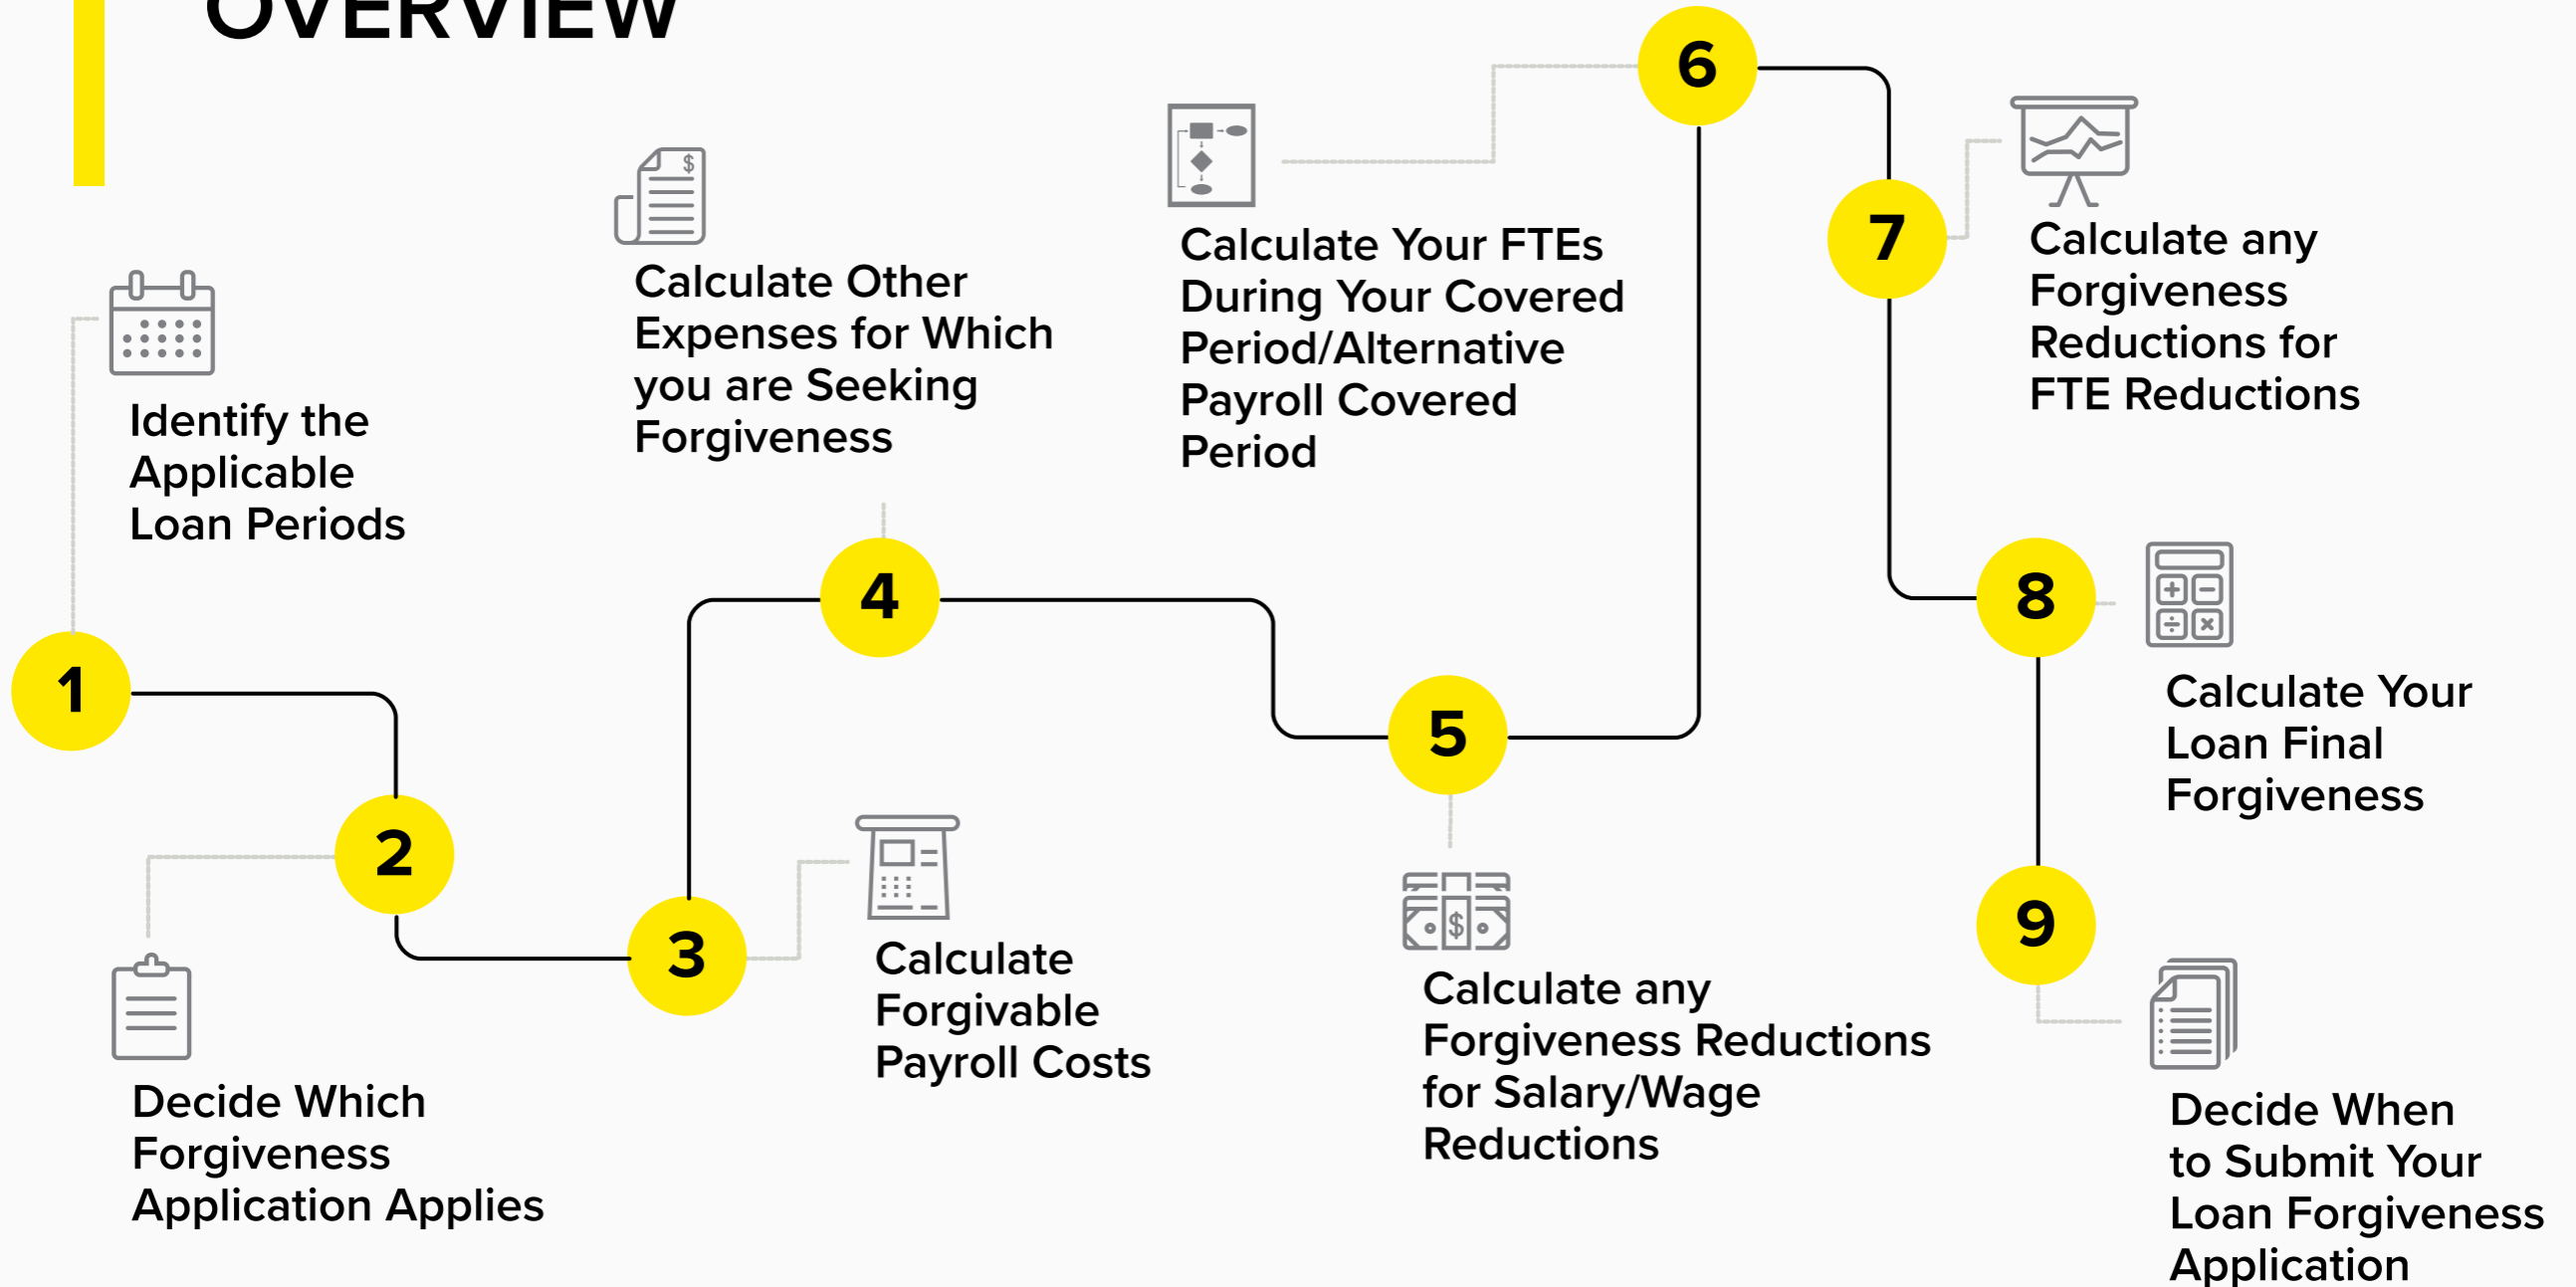 OVERVIEW
1
Identify the
Applicable
Loan Periods
2
Decide Which
Forgiveness
Application Applies
3
Calculate
Forgivable
Payroll Costs
4
$
Calculate Other
Expenses for Which
you are Seeking
Forgiveness
5
$
Calculate any
Forgiveness Reductions
for Salary/Wage
Reductions
6
Calculate Your FTEs
During Your Covered
Period/Alternative
Payroll Covered
Period
7
Calculate any
Forgiveness
Reductions for
FTE Reductions
8
+ −
÷ ×
Calculate Your
Loan Final
Forgiveness
9
Decide When
to Submit Your
Loan Forgiveness
Application